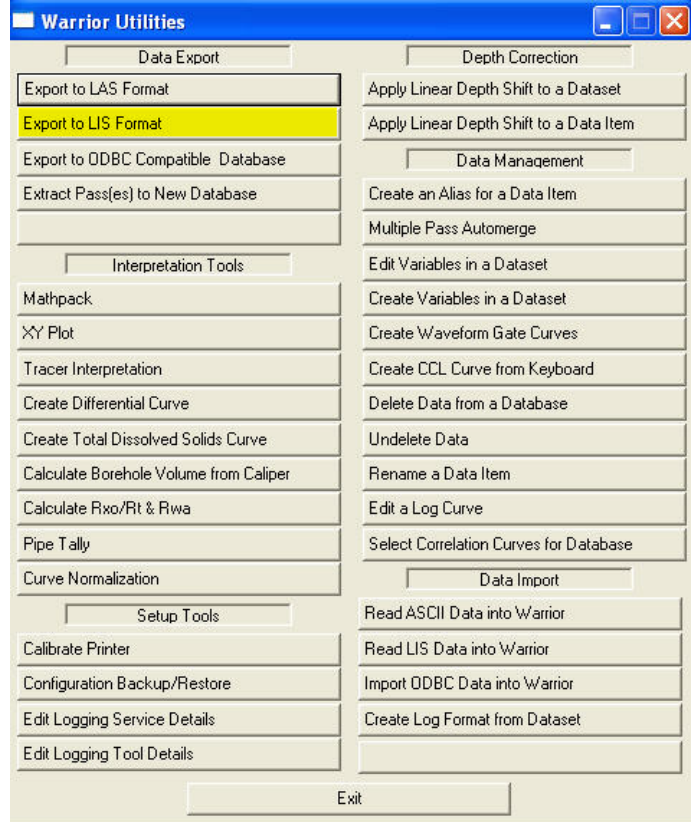 Warrior Utilities
Data Export
Export to LAS Format
Export to LIS Format
Export to ODBC Compatible Database
Extract Pass(es) to New Database
Interpretation Tools
Mathpack
XY Plot
Tracer Interpretation
Create Differential Curve
Create Total Dissolved Solids Curve
Calculate Borehole Volume from Caliper
Calculate Rxo/Rt & Rwa
Pipe Tally
Curve Normalization
Setup Tools
Calibrate Printer
Configuration Backup/Restore
Edit Logging Service Details
Edit Logging Tool Details
Depth Correction
Apply Linear Depth Shift to a Dataset
Apply Linear Depth Shift to a Data Item
Data Management
Create an Alias for a Data Item
Multiple Pass Automerge
Edit Variables in a Dataset
Create Variables in a Dataset
Create Waveform Gate Curves
Create CCL Curve from Keyboard
Delete Data from a Database
Undelete Data
Rename a Data Item
Edit a Log Curve
Select Correlation Curves for Database
Data Import
Read ASCII Data into Warrior
Read LIS Data into Warrior
Import ODBC Data into Warrior
Create Log Format from Dataset
Exit